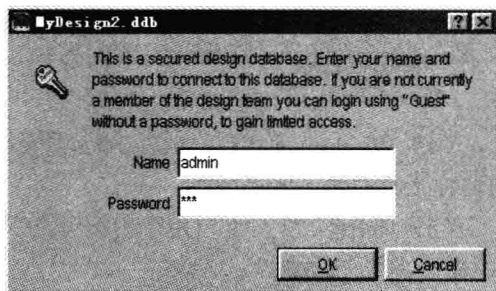 MyDesign2.ddb
This is a secured design database. Enter your name and
password to connect to this database. If you are not currently
a member of the design team you can login using "Guest"
without a password, to gain limited access.
Name admin
Password ***
OK Cancel